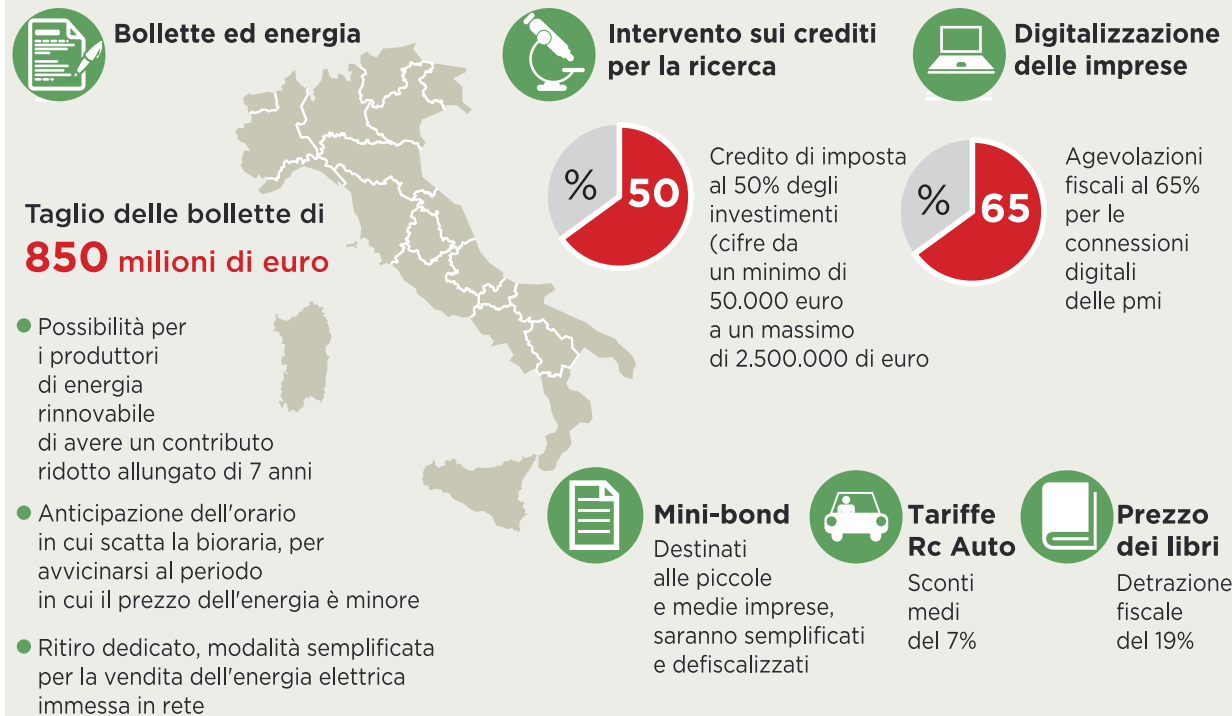 Bollette ed energia
Taglio delle bollette di
850 milioni di euro
Possibilità per
i produttori
di energia
rinnovabile
di avere un contributo
ridotto allungato di 7 anni
Anticipazione dell'orario
in cui scatta la bioraria, per
avvicinarsi al periodo
in cui il prezzo dell'energia è minore
Ritiro dedicato, modalità semplificata
per la vendita dell'energia elettrica
immessa in rete
Intervento sui crediti
per la ricerca
% 50
Credito di imposta
al 50% degli
investimenti
(cifre da
un minimo di
50.000 euro
a un massimo
di 2.500.000 di euro
Digitalizzazione
delle imprese
% 65
Agevolazioni
fiscali al 65%
per le
connessioni
digitali
delle pmi
Mini-bond
Destinati
alle piccole
e medie imprese,
saranno semplificati
e defiscalizzati
Tariffe
Rc Auto
Sconti
medi
del 7%
Prezzo
dei libri
Detrazione
fiscale
del 19%